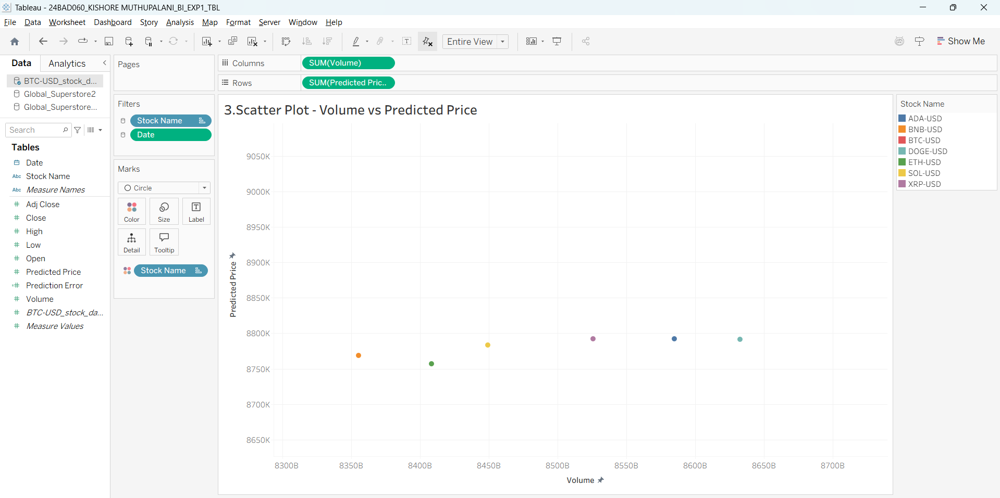 Tableau - 24BAD060_KISHORE MUTHUPALANI_BI_EXP1_TBL
File Data Worksheet Dashboard Story Analysis Map Format Server Window Help
Entire View
Show Me
Data Analytics
BTC-USD_stock_d...
Global_Superstore2
Global_Superstore...
Search
Tables
Date
Abc Stock Name
Abc Measure Names
# Adj Close
# Close
# High
# Low
# Open
# Predicted Price
=# Prediction Error
# Volume
# BTC-USD_stock_da...
# Measure Values
Pages
Filters
Stock Name
Date
Marks
Circle
Color Size Label
Detail Tooltip
Stock Name
Columns SUM(Volume)
Rows SUM(Predicted Pric..
3.Scatter Plot - Volume vs Predicted Price
Predicted Price
9050K
9000K
8950K
8900K
8850K
8800K
8750K
8700K
8650K
8300B 8350B 8400B 8450B 8500B 8550B 8600B 8650B 8700B
Volume
Stock Name
ADA-USD
BNB-USD
BTC-USD
DOGE-USD
ETH-USD
SOL-USD
XRP-USD